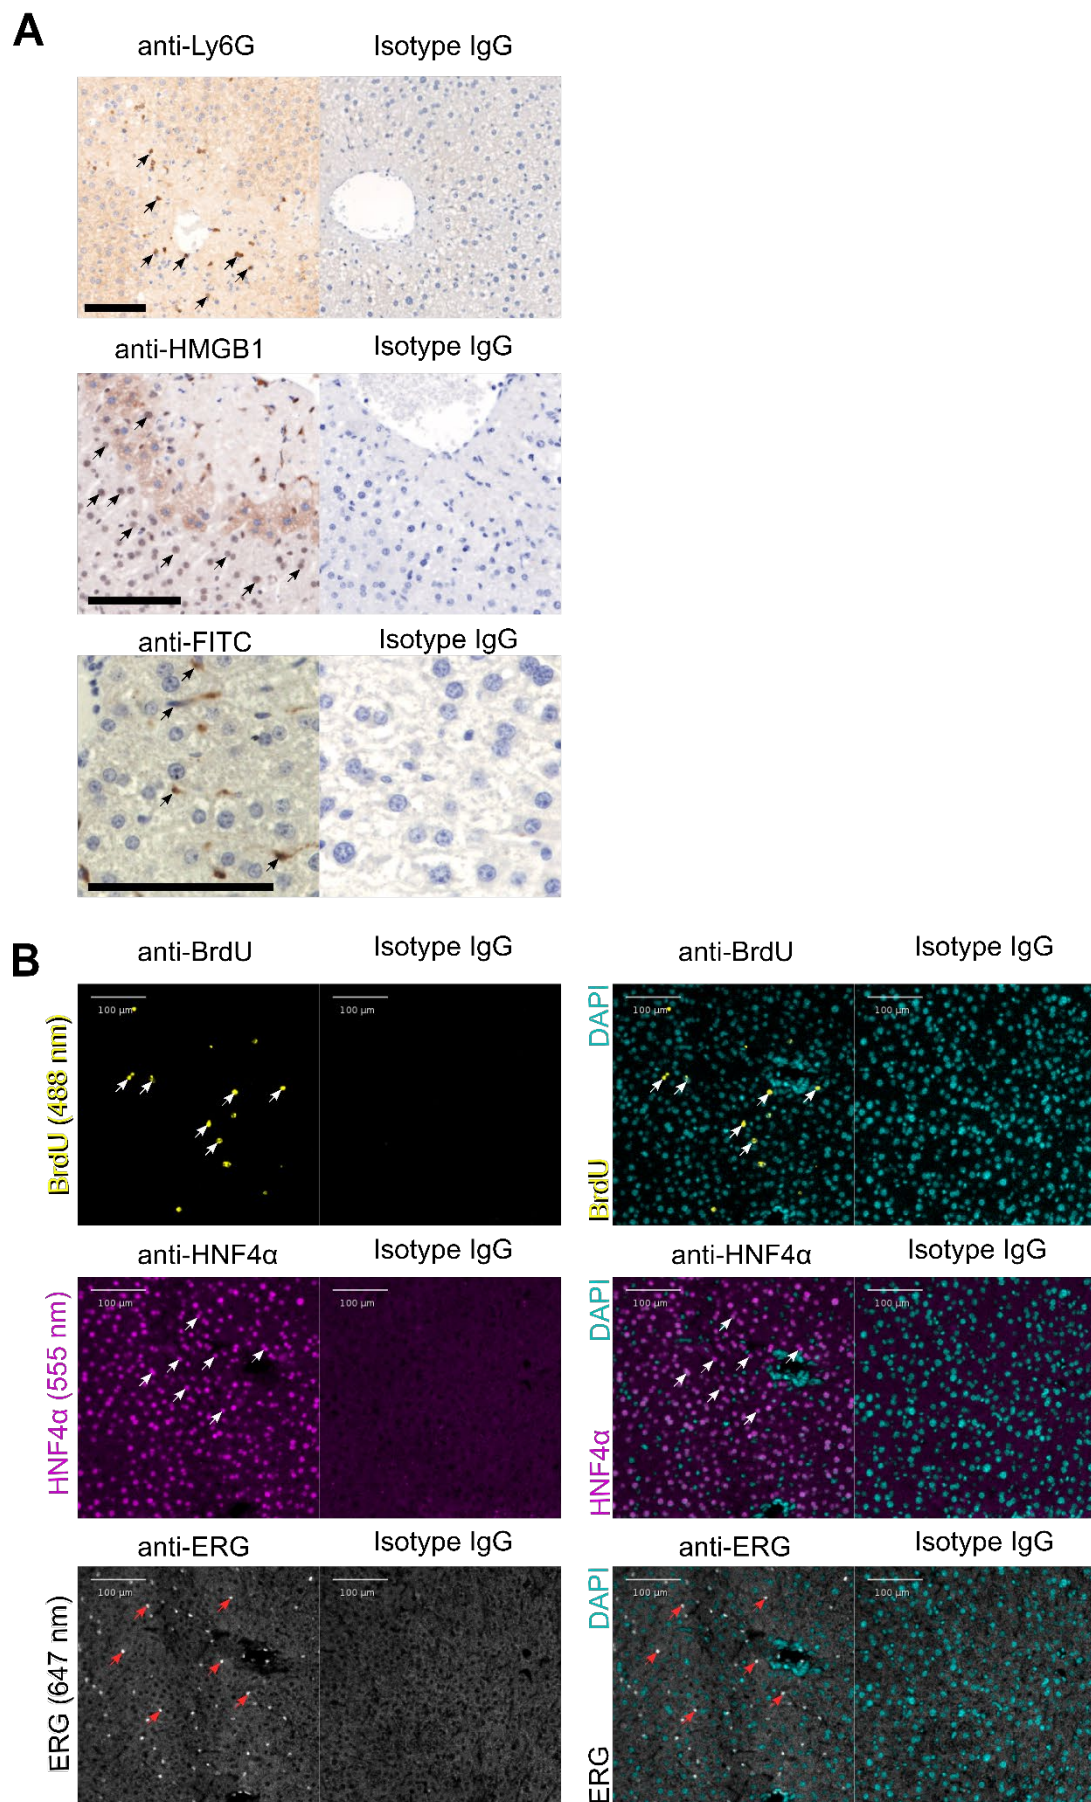 A
anti-Ly6G Isotype IgG
anti-HMGB1 Isotype IgG
anti-FITC Isotype IgG
B
anti-BrdU Isotype IgG anti-BrdU Isotype IgG
BrdU (488 nm)
100 µm 100 µm
BrdU DAPI
100 µm 100 µm
anti-HNF4α Isotype IgG anti-HNF4α Isotype IgG
HNF4α (555 nm)
100 µm 100 µm
HNF4α DAPI
100 µm 100 µm
anti-ERG Isotype IgG anti-ERG Isotype IgG
ERG (647 nm)
100 µm 100 µm
ERG DAPI
100 µm 100 µm